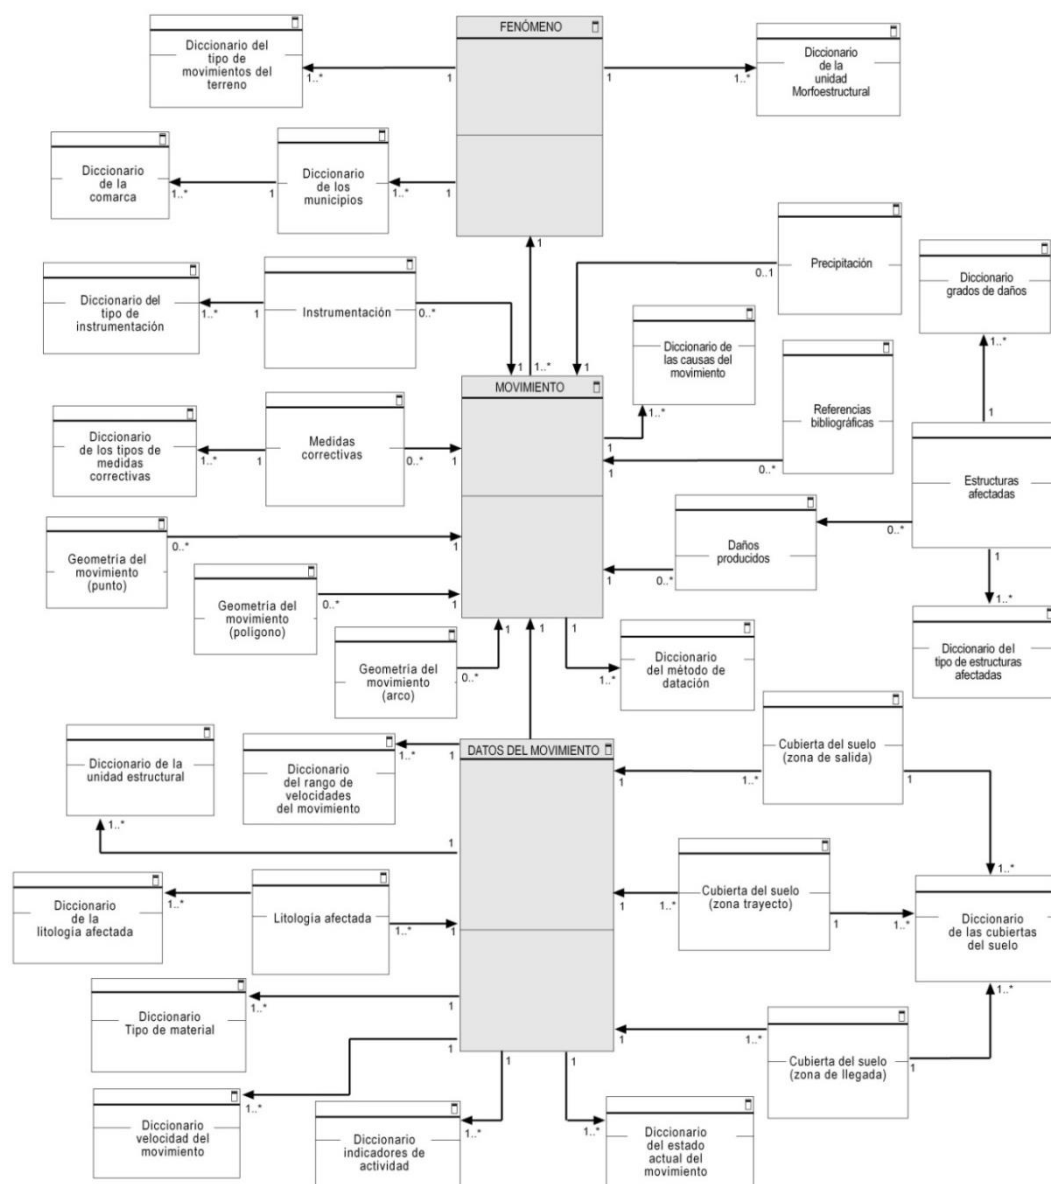 FENÓMENO
Diccionario del
tipo de
movimientos del
terreno
1..*
1
1
1..*
Diccionario
de la
unidad
Morfoestructural
Diccionario
de la
comarca
1..*
1
Diccionario
de los
municipios
1..*
1
1
Precipitación
0..1
Diccionario
grados de daños
1..*
Diccionario del
tipo de
instrumentación
1..*
1
Instrumentación
0..*
1
1..*
1
Diccionario de
las causas del
movimiento
1..*
1
Referencias
bibliográficas
0..*
1
MOVIMIENTO
Diccionario
de los tipos de
medidas
correctivas
1..*
1
Medidas
correctivas
0..*
1
1
Estructuras
afectadas
0..*
1
1..*
Daños
producidos
0..*
0..*
1
Geometría del
movimiento
(punto)
0..*
1
Geometría del
movimiento
(polígono)
0..*
1
Geometría del
movimiento
(arco)
0..*
1
1
1
1..*
Diccionario
del método de
datación
Diccionario del
tipo de estructuras
afectadas
DATOS DEL MOVIMIENTO
Diccionario de la
unidad estructural
1..*
1
Diccionario
del rango de
velocidades
del movimiento
1..*
1
Cubierta del suelo
(zona de salida)
1..*
1
1
1..*
Diccionario
de la
litología afectada
1..*
1
Litología afectada
1..*
1
Cubierta del suelo
(zona trayecto)
1..*
1
1
1..*
Diccionario
de las cubiertas
del suelo
1..*
Diccionario
Tipo de material
1..*
1
Cubierta del suelo
(zona de llegada)
1..*
1
1
Diccionario
velocidad del
movimiento
1..*
1
Diccionario
indicadores de
actividad
1..*
1
Diccionario
del estado
actual del
movimiento
1..*
1